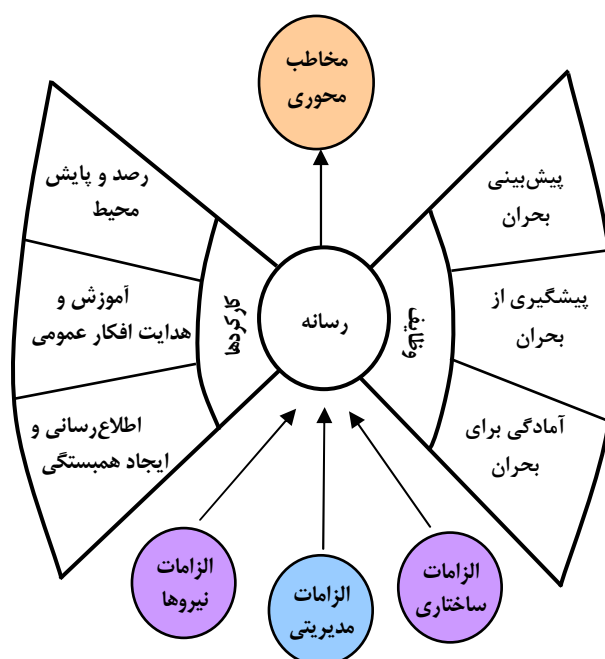 مخاطب
محوری
پیش‌بینی
بحران
پیشگیری از
بحران
آمادگی برای
بحران
وظایف
رسانه
کارکردها
رصد و پایش
محیط
آموزش و
هدایت افکار عمومی
اطلاع‌رسانی و
ایجاد همبستگی
الزامات
ساختاری
الزامات
مدیریتی
الزامات
نیروها